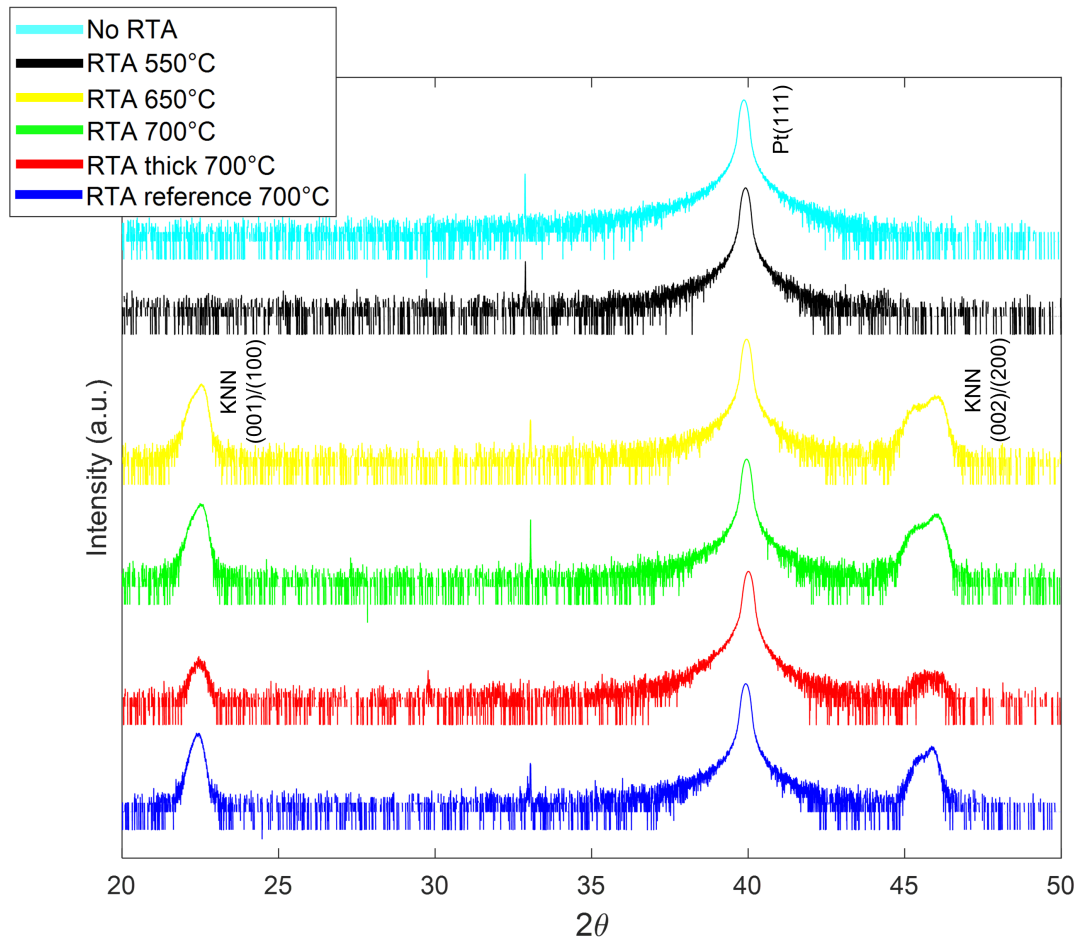 No RTA
RTA 550°C
RTA 650°C
RTA 700°C
RTA thick 700°C
RTA reference 700°C
Pt(111)
KNN
(001)/(100)
KNN
(002)/(200)
Intensity (a.u.)
20 25 30 35 40 45 50
2θ